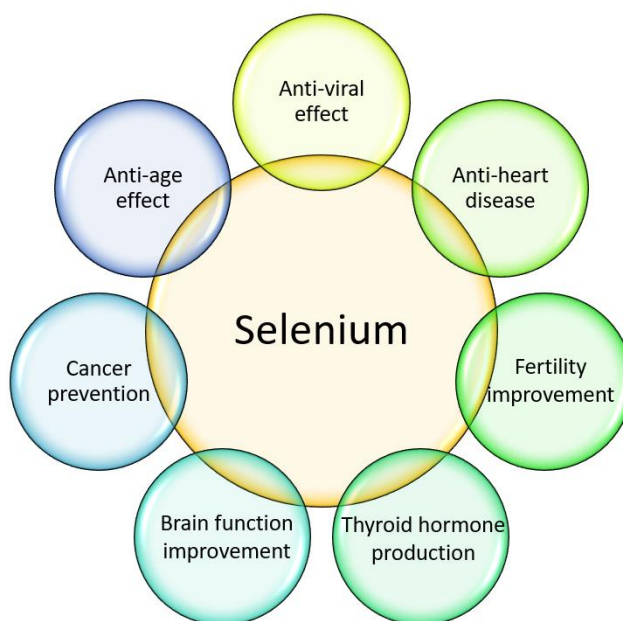 Anti-viral
effect
Anti-heart
disease
Fertility
improvement
Thyroid hormone
production
Brain function
improvement
Cancer
prevention
Anti-age
effect
Selenium